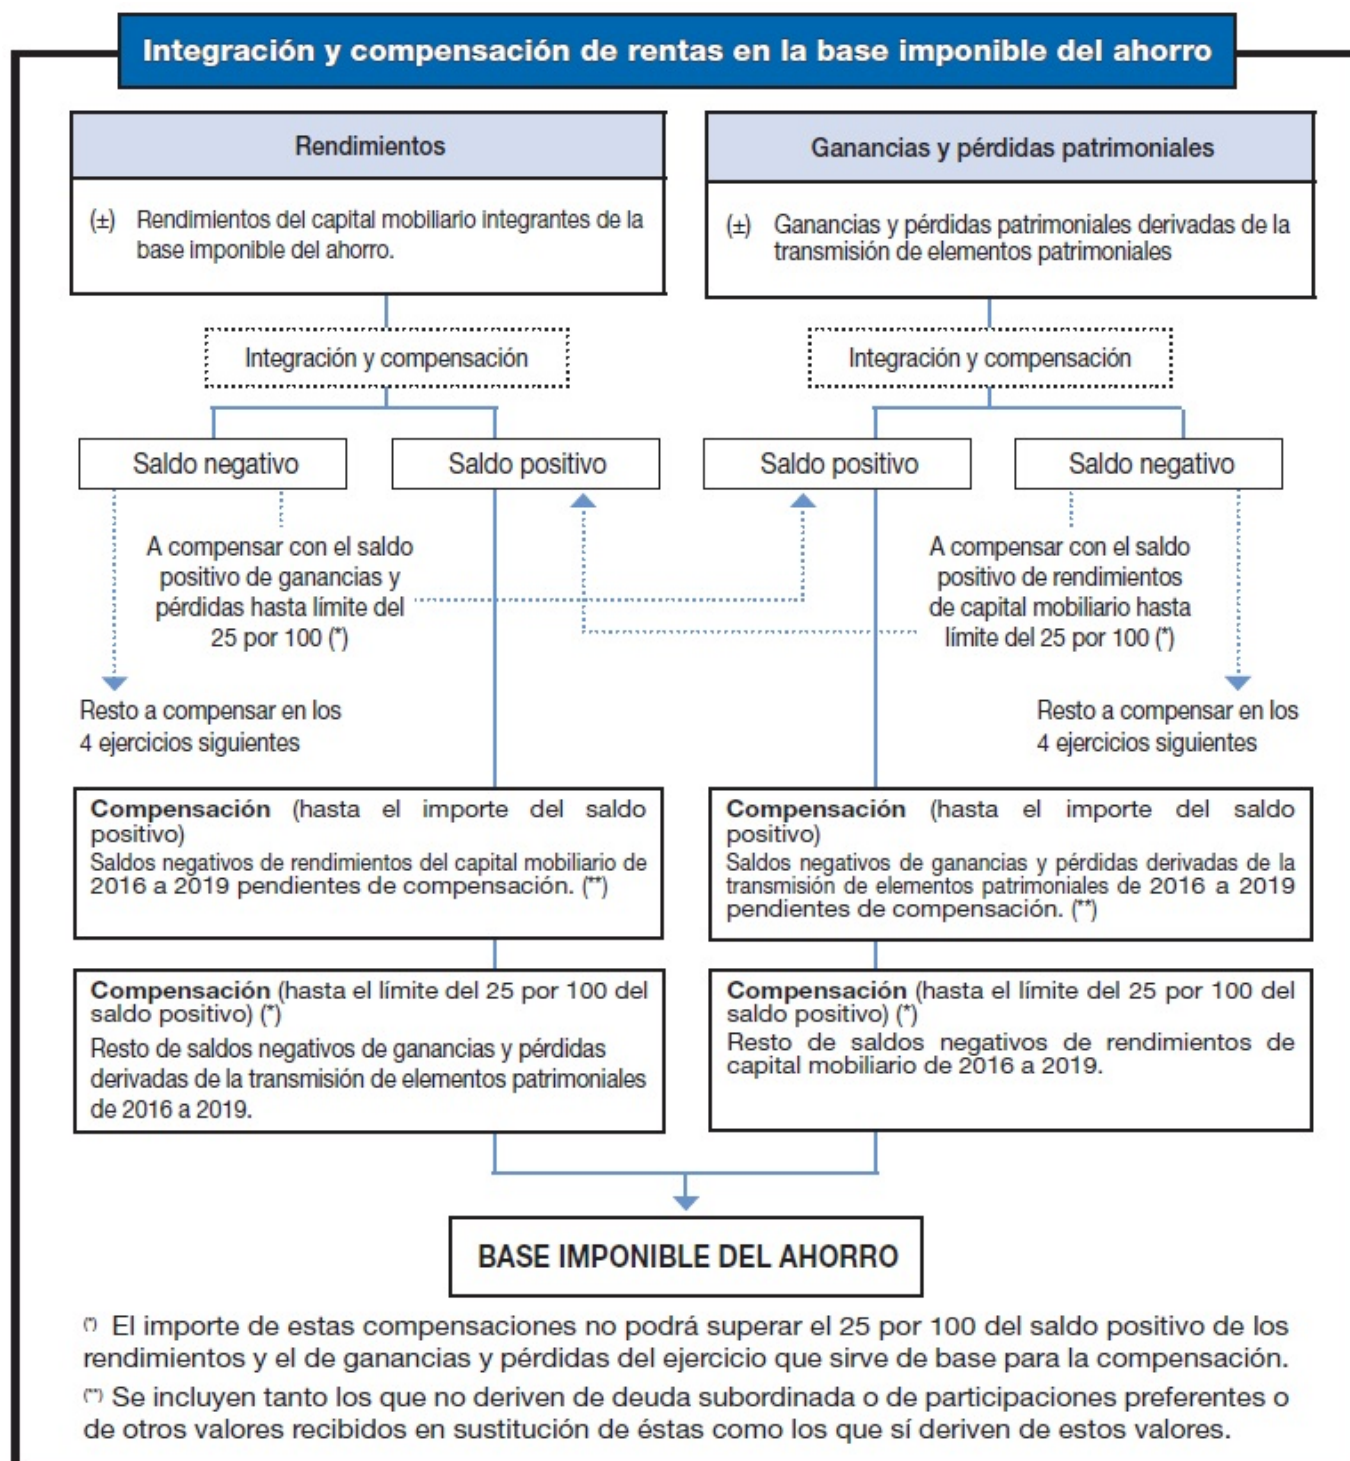 Integración y compensación de rentas en la base imponible del ahorro
Rendimientos
(±) Rendimientos del capital mobiliario integrantes de la
base imponible del ahorro.
Ganancias y pérdidas patrimoniales
(±) Ganancias y pérdidas patrimoniales derivadas de la
transmisión de elementos patrimoniales
Integración y compensación
Integración y compensación
Saldo negativo
Saldo positivo
Saldo positivo
Saldo negativo
A compensar con el saldo
positivo de ganancias y
pérdidas hasta límite del
25 por 100 (*)
A compensar con el saldo
positivo de rendimientos
de capital mobiliario hasta
límite del 25 por 100 (*)
Resto a compensar en los
4 ejercicios siguientes
Resto a compensar en los
4 ejercicios siguientes
Compensación (hasta el importe del saldo
positivo)
Saldos negativos de rendimientos del capital mobiliario de
2016 a 2019 pendientes de compensación. (**)
Compensación (hasta el importe del saldo
positivo)
Saldos negativos de ganancias y pérdidas derivadas de la
transmisión de elementos patrimoniales de 2016 a 2019
pendientes de compensación. (**)
Compensación (hasta el límite del 25 por 100 del
saldo positivo) (*)
Resto de saldos negativos de ganancias y pérdidas
derivadas de la transmisión de elementos patrimoniales
de 2016 a 2019.
Compensación (hasta el límite del 25 por 100 del
saldo positivo) (*)
Resto de saldos negativos de rendimientos de
capital mobiliario de 2016 a 2019.
BASE IMPONIBLE DEL AHORRO
(*) El importe de estas compensaciones no podrá superar el 25 por 100 del saldo positivo de los
rendimientos y el de ganancias y pérdidas del ejercicio que sirve de base para la compensación.
(**) Se incluyen tanto los que no deriven de deuda subordinada o de participaciones preferentes o
de otros valores recibidos en sustitución de éstas como los que sí deriven de estos valores.